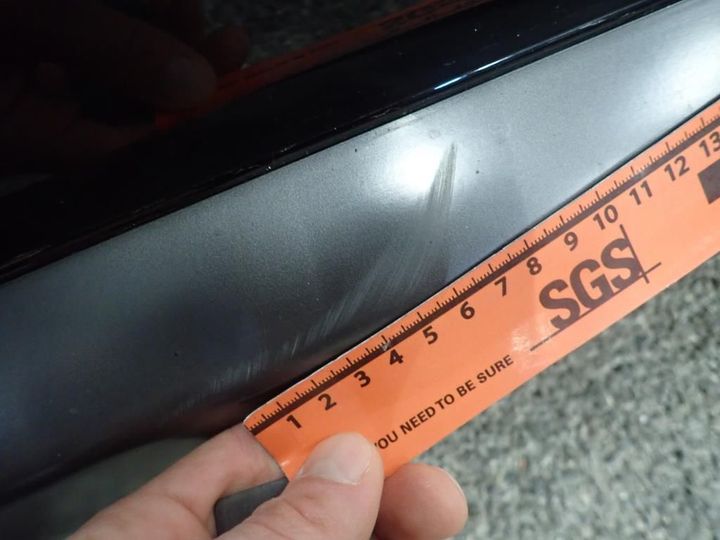 1 2 3 4 5 6 7 8 9 10 11 12 13
SGS
YOU NEED TO BE SURE